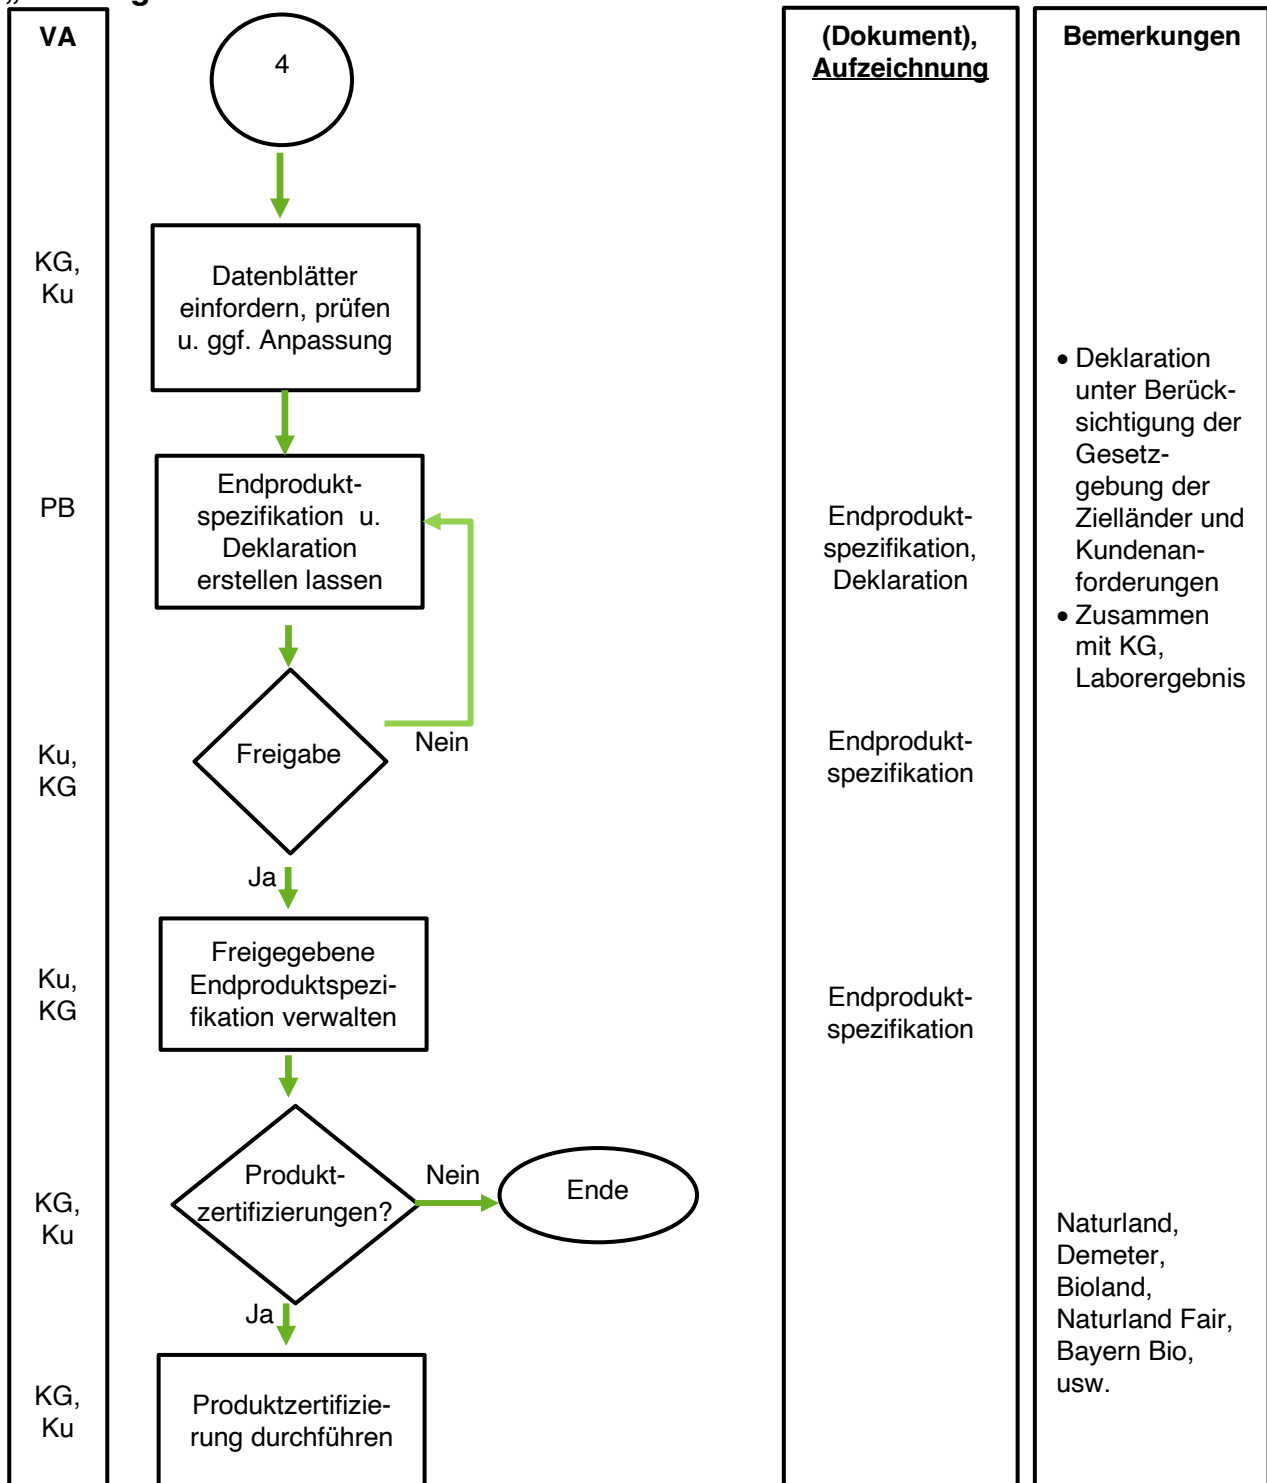 VA
4
(Dokument),
Aufzeichnung
Bemerkungen
KG,
Ku
Datenblätter
einfordern, prüfen
u. ggf. Anpassung
• Deklaration
unter Berück-
sichtigung der
Gesetz-
gebung der
Zielländer und
Kundenan-
forderungen
• Zusammen
mit KG,
Laborergebnis
PB
Endprodukt-
spezifikation u.
Deklaration
erstellen lassen
Endprodukt-
spezifikation,
Deklaration
Ku,
KG
Freigabe
Nein
Endprodukt-
spezifikation
Ja
Ku,
KG
Freigegebene
Endproduktspezi-
fikation verwalten
Endprodukt-
spezifikation
KG,
Ku
Produkt-
zertifizierungen?
Nein
Ende
Naturland,
Demeter,
Bioland,
Naturland Fair,
Bayern Bio,
usw.
Ja
KG,
Ku
Produktzertifizie-
rung durchführen